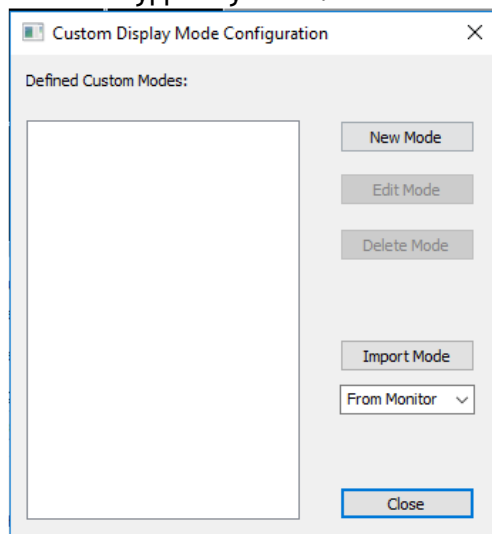 Custom Display Mode Configuration
Defined Custom Modes:
New Mode
Edit Mode
Delete Mode
Import Mode
From Monitor
Close